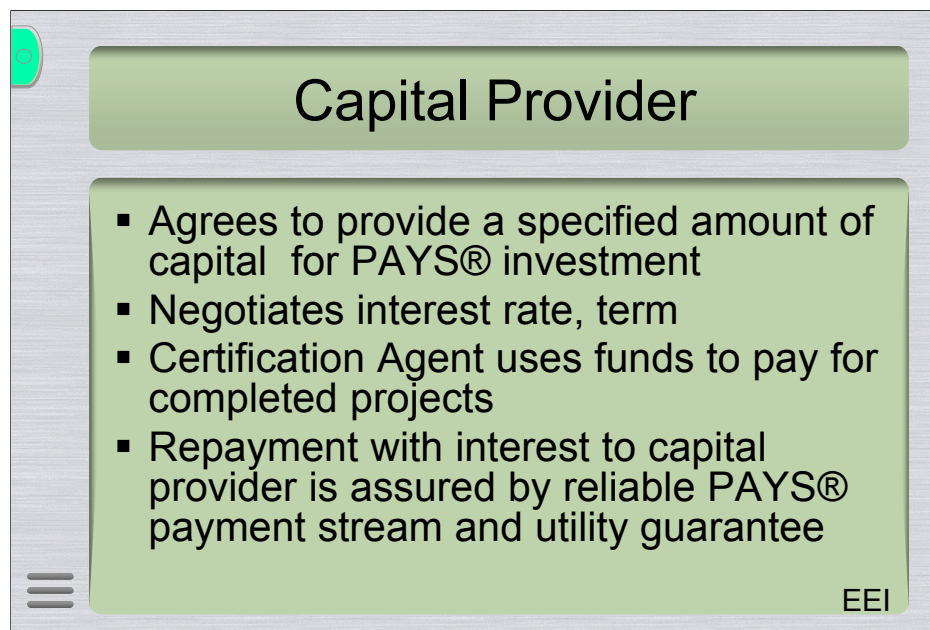 Capital Provider
▪ Agrees to provide a specified amount of
capital  for PAYS® investment
▪ Negotiates interest rate, term
▪ Certification Agent uses funds to pay for
completed projects
▪ Repayment with interest to capital
provider is assured by reliable PAYS®
payment stream and utility guarantee
EEI